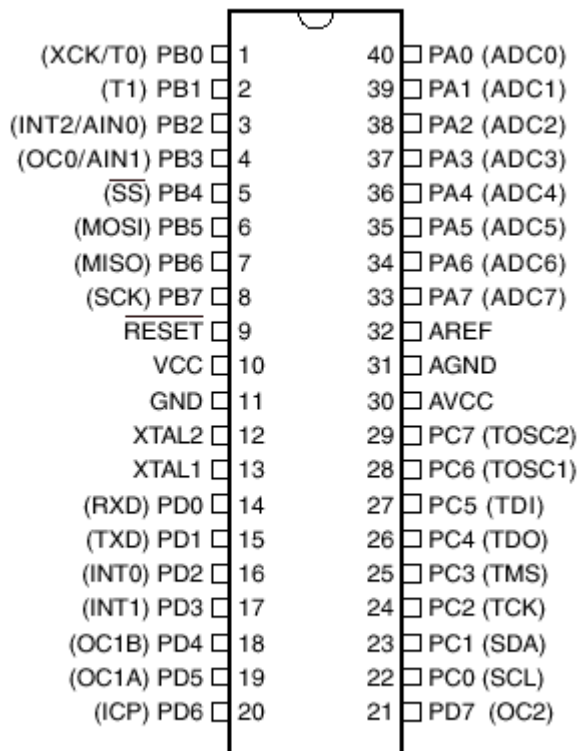 (XCK/T0) PB0 1 40 PA0 (ADC0)
(T1) PB1 2 39 PA1 (ADC1)
(INT2/AIN0) PB2 3 38 PA2 (ADC2)
(OC0/AIN1) PB3 4 37 PA3 (ADC3)
(SS) PB4 5 36 PA4 (ADC4)
(MOSI) PB5 6 35 PA5 (ADC5)
(MISO) PB6 7 34 PA6 (ADC6)
(SCK) PB7 8 33 PA7 (ADC7)
RESET 9 32 AREF
VCC 10 31 AGND
GND 11 30 AVCC
XTAL2 12 29 PC7 (TOSC2)
XTAL1 13 28 PC6 (TOSC1)
(RXD) PD0 14 27 PC5 (TDI)
(TXD) PD1 15 26 PC4 (TDO)
(INT0) PD2 16 25 PC3 (TMS)
(INT1) PD3 17 24 PC2 (TCK)
(OC1B) PD4 18 23 PC1 (SDA)
(OC1A) PD5 19 22 PC0 (SCL)
(ICP) PD6 20 21 PD7 (OC2)